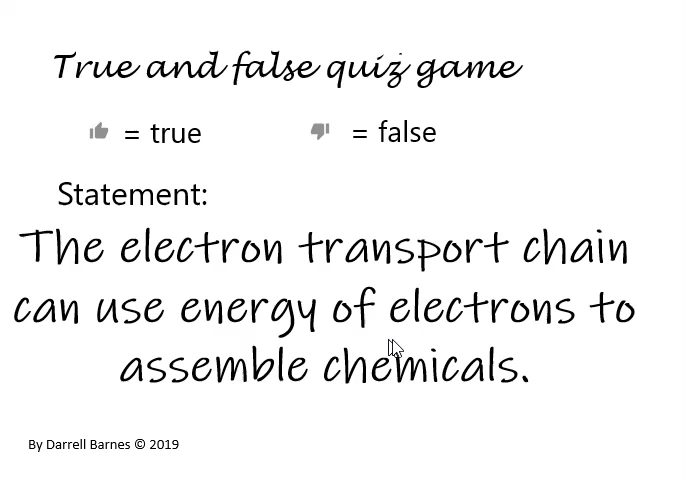 True and false quiz game
= true
= false
Statement:
The electron transport chain
can use energy of electrons to
assemble chemicals.
By Darrell Barnes © 2019